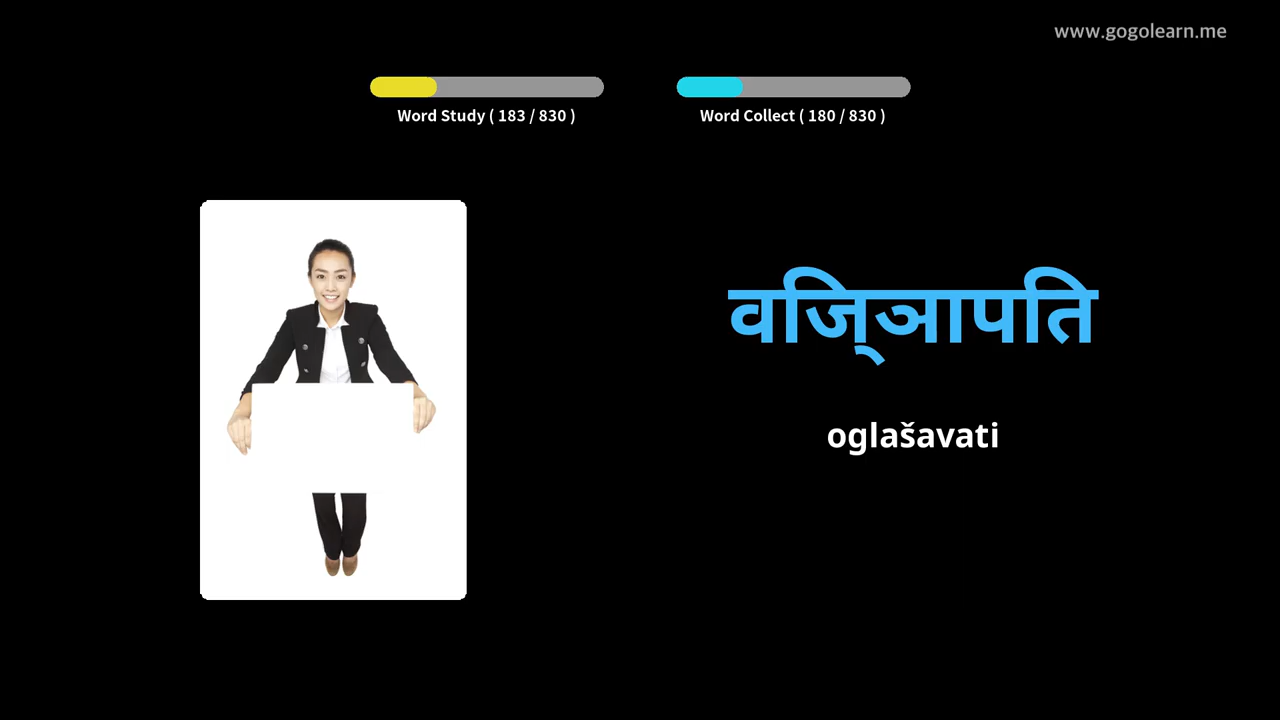 www.gogolearn.me
Word Study ( 183 / 830 )
Word Collect ( 180 / 830 )
वजि्ञापति
oglašavati